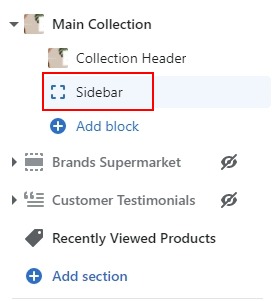 Main Collection
Collection Header
Sidebar
Add block
Brands Supermarket
Customer Testimonials
Recently Viewed Products
Add section